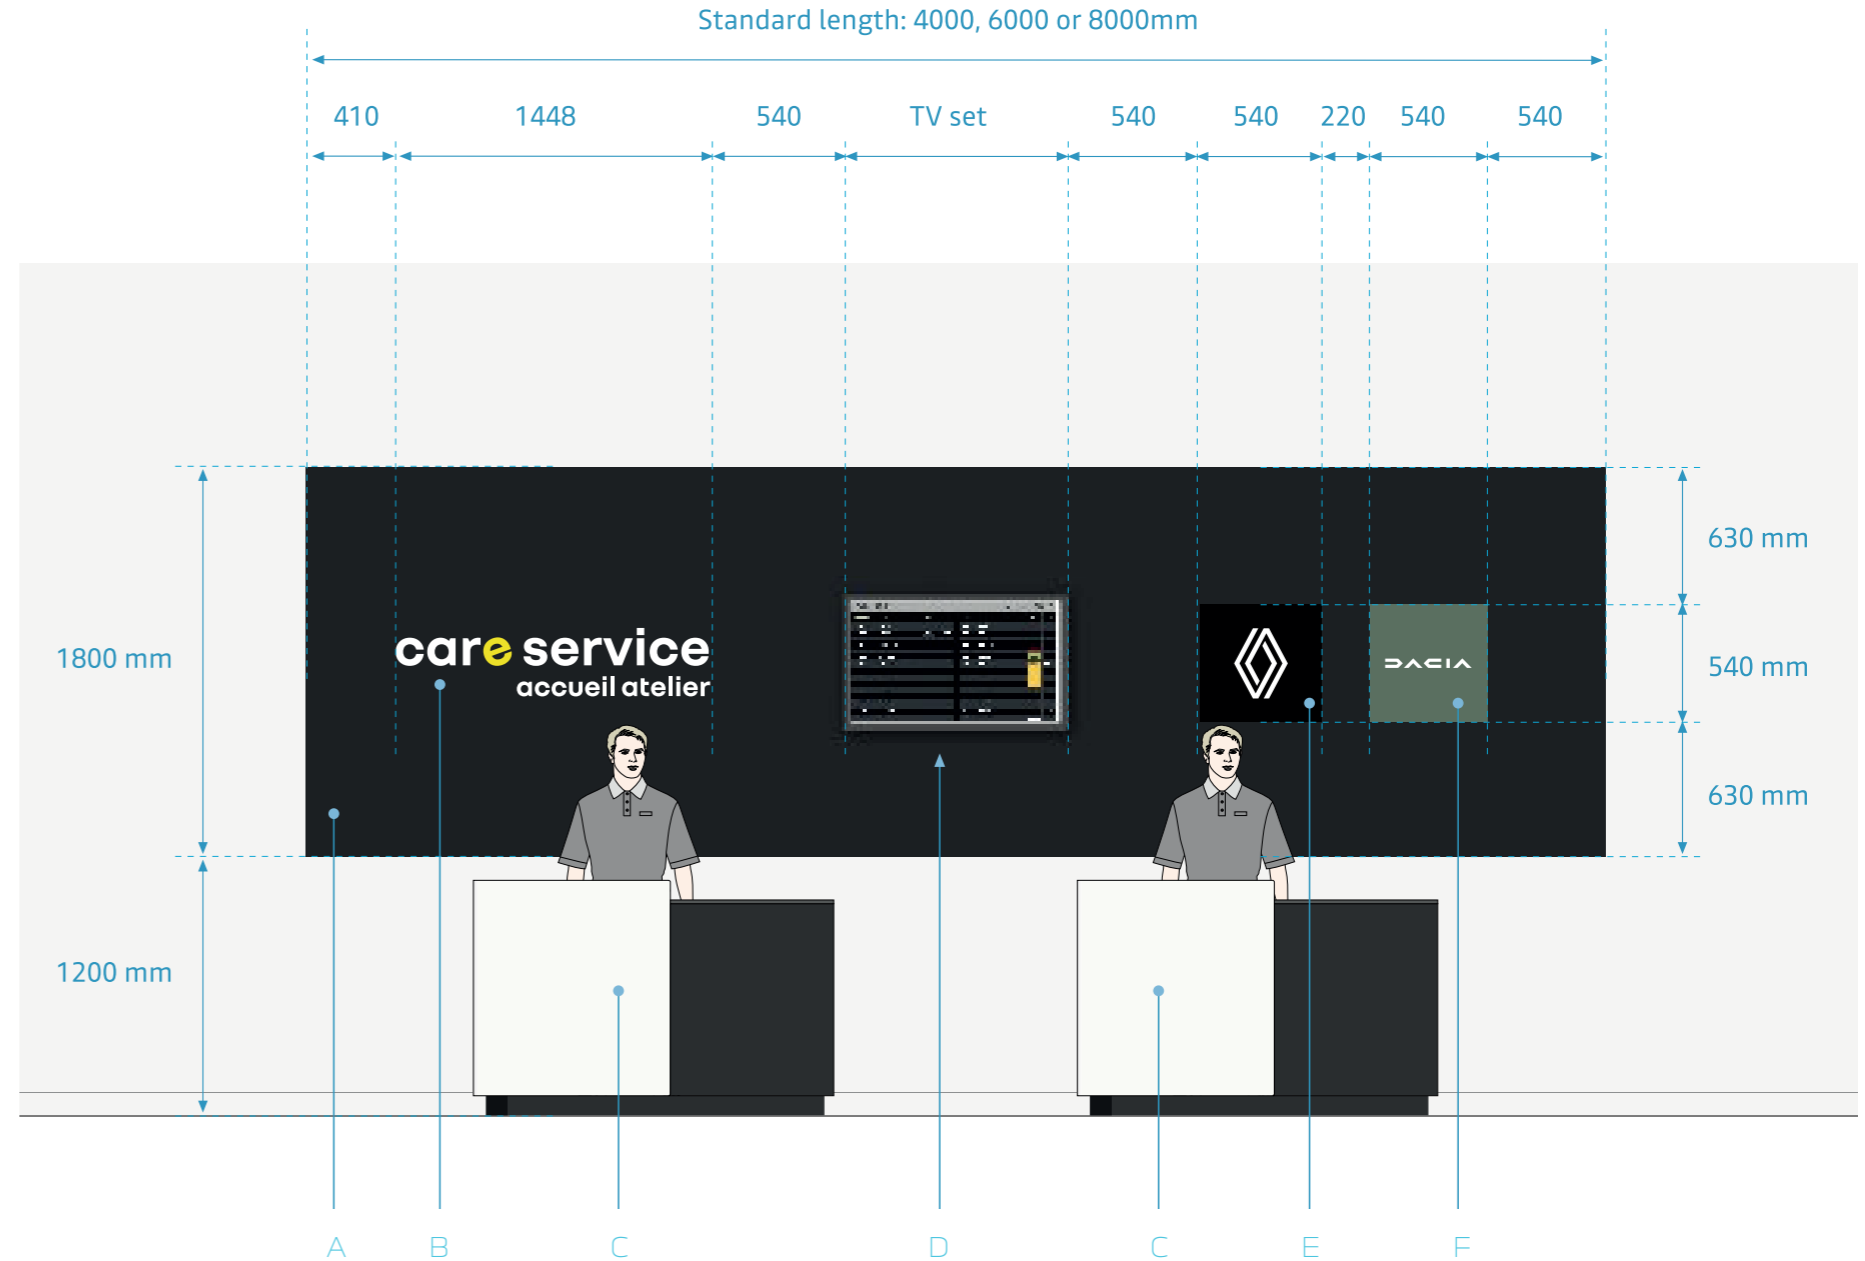 Standard length: 4000, 6000 or 8000mm
410 1448 540 TV set 540 540 220 540 540
630 mm
care service
accueil atelier
DACIA
1800 mm
540 mm
630 mm
1200 mm
A B C D C E F